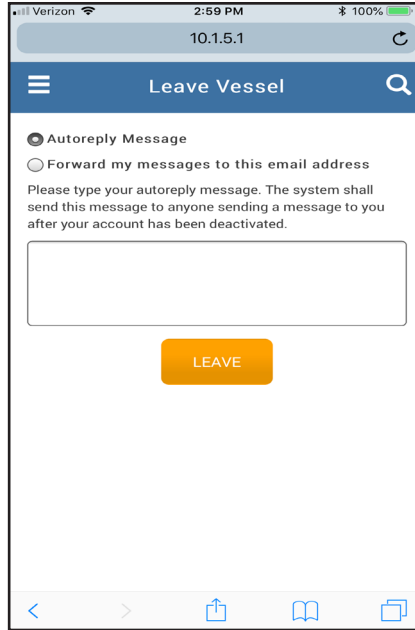 Verizon 2:59 PM 100%
10.1.5.1
Leave Vessel
Autoreply Message
Forward my messages to this email address
Please type your autoreply message. The system shall
send this message to anyone sending a message to you
after your account has been deactivated.
LEAVE